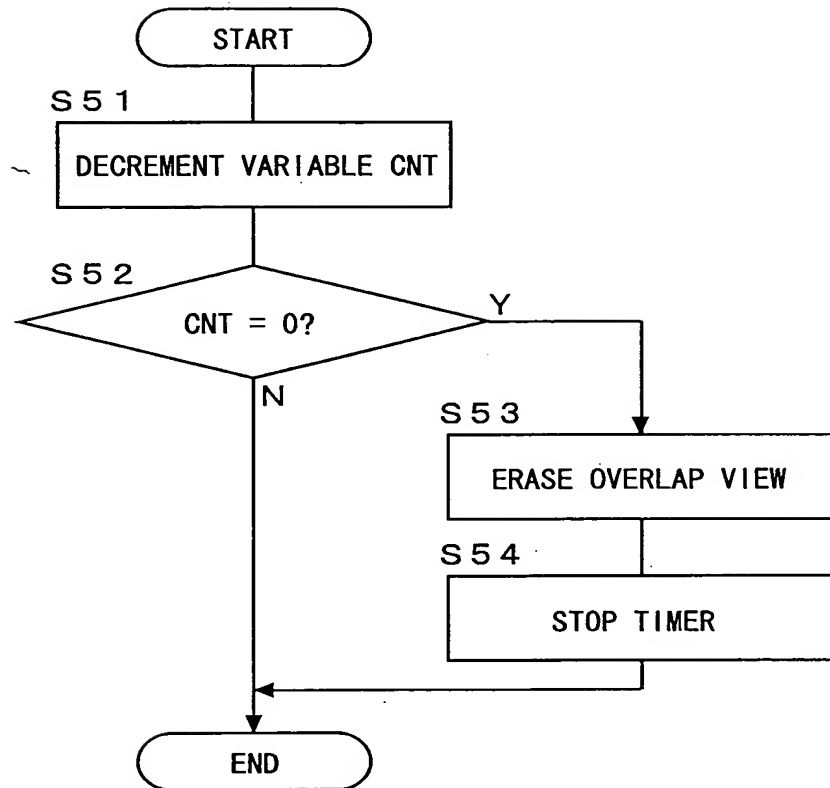 START
S51
DECREMENT VARIABLE CNT
S52
CNT = 0?
Y
N
S53
ERASE OVERLAP VIEW
S54
STOP TIMER
END